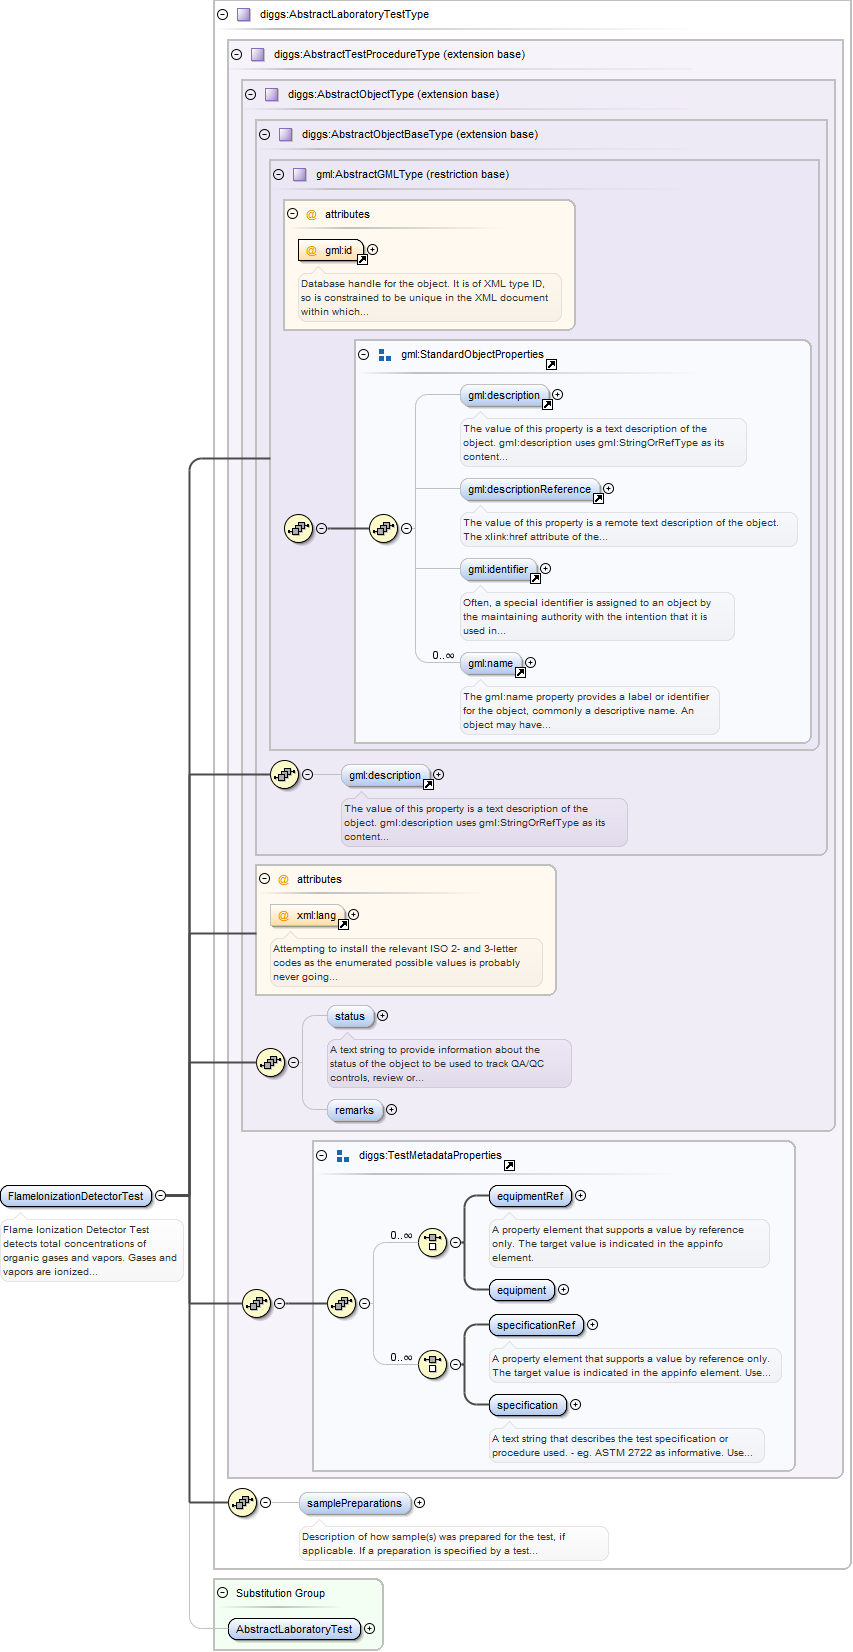 diggs:AbstractLaboratoryTestType
diggs:AbstractTestProcedureType (extension base)
diggs:AbstractObjectType (extension base)
diggs:AbstractObjectBaseType (extension base)
gml:AbstractGMLType (restriction base)
@ attributes
@ gml:id
Database handle for the object. It is of XML type ID,
so is constrained to be unique in the XML document
within which...
gml:StandardObjectProperties
gml:description
The value of this property is a text description of the
object. gml:description uses gml:StringOrRefType as its
content...
gml:descriptionReference
The value of this property is a remote text description of the object.
The xlink:href attribute of the...
gml:identifier
Often, a special identifier is assigned to an object by
the maintaining authority with the intention that it is
used in...
0..∞
gml:name
The gml:name property provides a label or identifier
for the object, commonly a descriptive name. An
object may have...
gml:description
The value of this property is a text description of the
object. gml:description uses gml:StringOrRefType as its
content...
@ attributes
@ xml:lang
Attempting to install the relevant ISO 2- and 3-letter
codes as the enumerated possible values is probably
never going...
status
A text string to provide information about the
status of the object to be used to track QA/QC
controls, review or...
remarks
diggs:TestMetadataProperties
FlameIonizationDetectorTest
Flame Ionization Detector Test
detects total concentrations of
organic gases and vapors. Gases and
vapors are ionized...
0..∞
equipmentRef
A property element that supports a value by reference
only. The target value is indicated in the appinfo
element.
equipment
0..∞
specificationRef
A property element that supports a value by reference only.
The target value is indicated in the appinfo element. Use...
specification
A text string that describes the test specification or
procedure used. - eg. ASTM 2722 as informative. Use...
samplePreparations
Description of how sample(s) was prepared for the test, if
applicable. If a preparation is specified by a test...
Substitution Group
AbstractLaboratoryTest